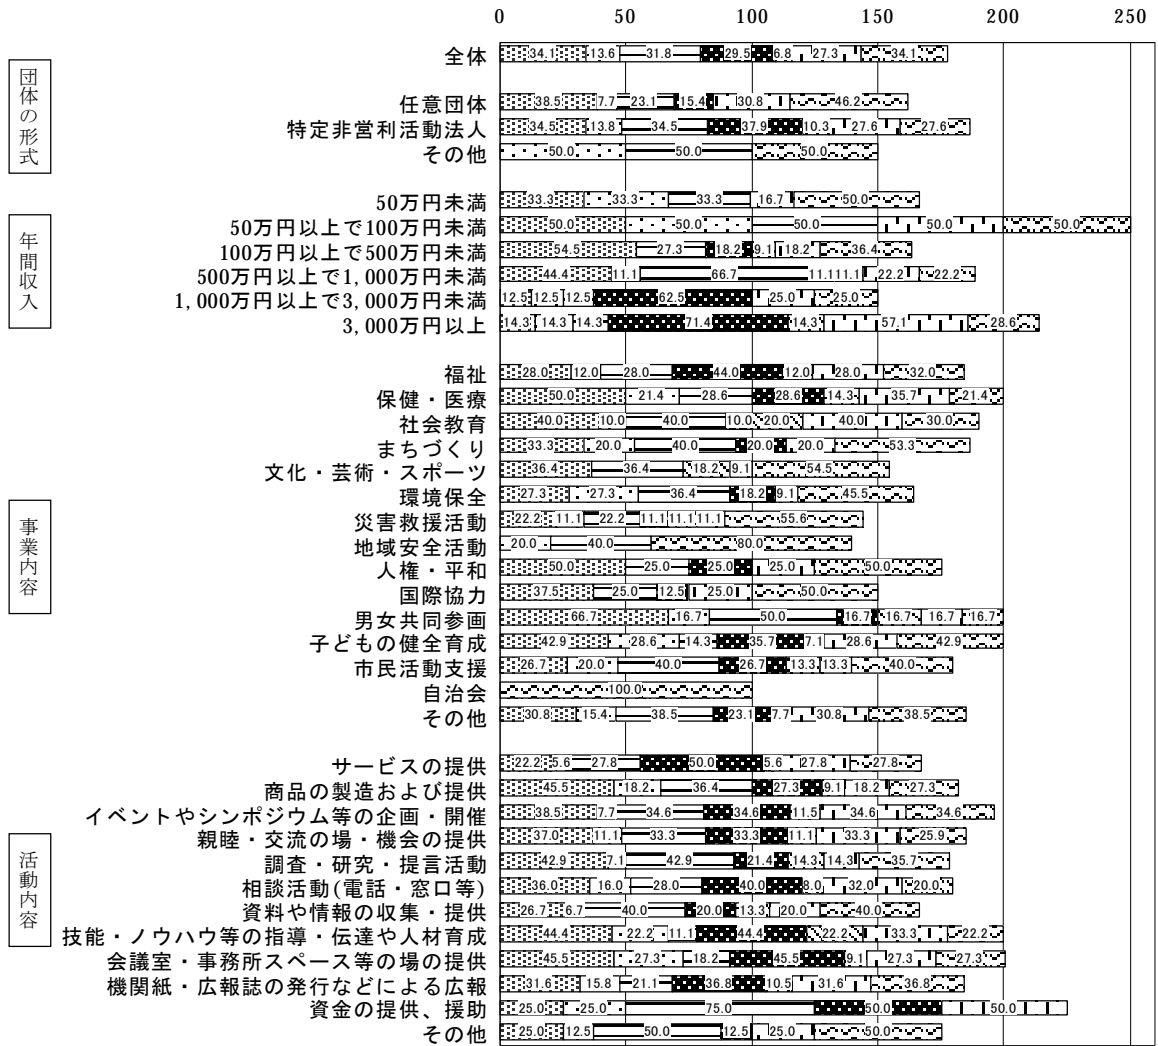 0 50 100 150 200 250
団体の形式
全体 34.1 13.6 31.8 29.5 6.8 27.3 34.1
任意団体 38.5 7.7 23.1 15.4 30.8 46.2
特定非営利活動法人 34.5 13.8 34.5 37.9 10.3 27.6 27.6
その他 50.0 50.0 50.0
年間収入
50万円未満 33.3 33.3 33.3 16.7 50.0
50万円以上で100万円未満 50.0 50.0 50.0 50.0 50.0
100万円以上で500万円未満 54.5 27.3 18.2 9.1 18.2 36.4
500万円以上で1,000万円未満 44.4 11.1 66.7 11.1 11.1 22.2 22.2
1,000万円以上で3,000万円未満 12.5 12.5 12.5 62.5 25.0 25.0
3,000万円以上 14.3 14.3 14.3 71.4 14.3 57.1 28.6
事業内容
福祉 28.0 12.0 28.0 44.0 12.0 28.0 32.0
保健・医療 50.0 21.4 28.6 28.6 14.3 35.7 21.4
社会教育 40.0 10.0 40.0 10.0 20.0 40.0 30.0
まちづくり 33.3 20.0 40.0 20.0 20.0 53.3
文化・芸術・スポーツ 36.4 36.4 18.2 9.1 54.5
環境保全 27.3 27.3 36.4 18.2 9.1 45.5
災害救援活動 22.2 11.1 22.2 11.1 11.1 11.1 55.6
地域安全活動 20.0 40.0 80.0
人権・平和 50.0 25.0 25.0 25.0 50.0
国際協力 37.5 25.0 12.5 25.0 50.0
男女共同参画 66.7 16.7 50.0 16.7 16.7 16.7 16.7
子どもの健全育成 42.9 28.6 14.3 35.7 7.1 28.6 42.9
市民活動支援 26.7 20.0 40.0 26.7 13.3 13.3 40.0
自治会 100.0
その他 30.8 15.4 38.5 23.1 7.7 30.8 38.5
活動内容
サービスの提供 22.2 5.6 27.8 50.0 5.6 27.8 27.8
商品の製造および提供 45.5 18.2 36.4 27.3 9.1 18.2 27.3
イベントやシンポジウム等の企画・開催 38.5 7.7 34.6 34.6 11.5 34.6 34.6
親睦・交流の場・機会の提供 37.0 11.1 33.3 33.3 11.1 33.3 25.9
調査・研究・提言活動 42.9 7.1 42.9 21.4 14.3 14.3 35.7
相談活動(電話・窓口等) 36.0 16.0 28.0 40.0 8.0 32.0 20.0
資料や情報の収集・提供 26.7 6.7 40.0 20.0 13.3 20.0 40.0
技能・ノウハウ等の指導・伝達や人材育成 44.4 22.2 11.1 44.4 22.2 33.3 22.2
会議室・事務所スペース等の場の提供 45.5 27.3 18.2 45.5 9.1 27.3 27.3
機関紙・広報誌の発行などによる広報 31.6 15.8 21.1 36.8 10.5 31.6 36.8
資金の提供、援助 25.0 25.0 75.0 50.0 50.0
その他 25.0 12.5 50.0 12.5 25.0 50.0